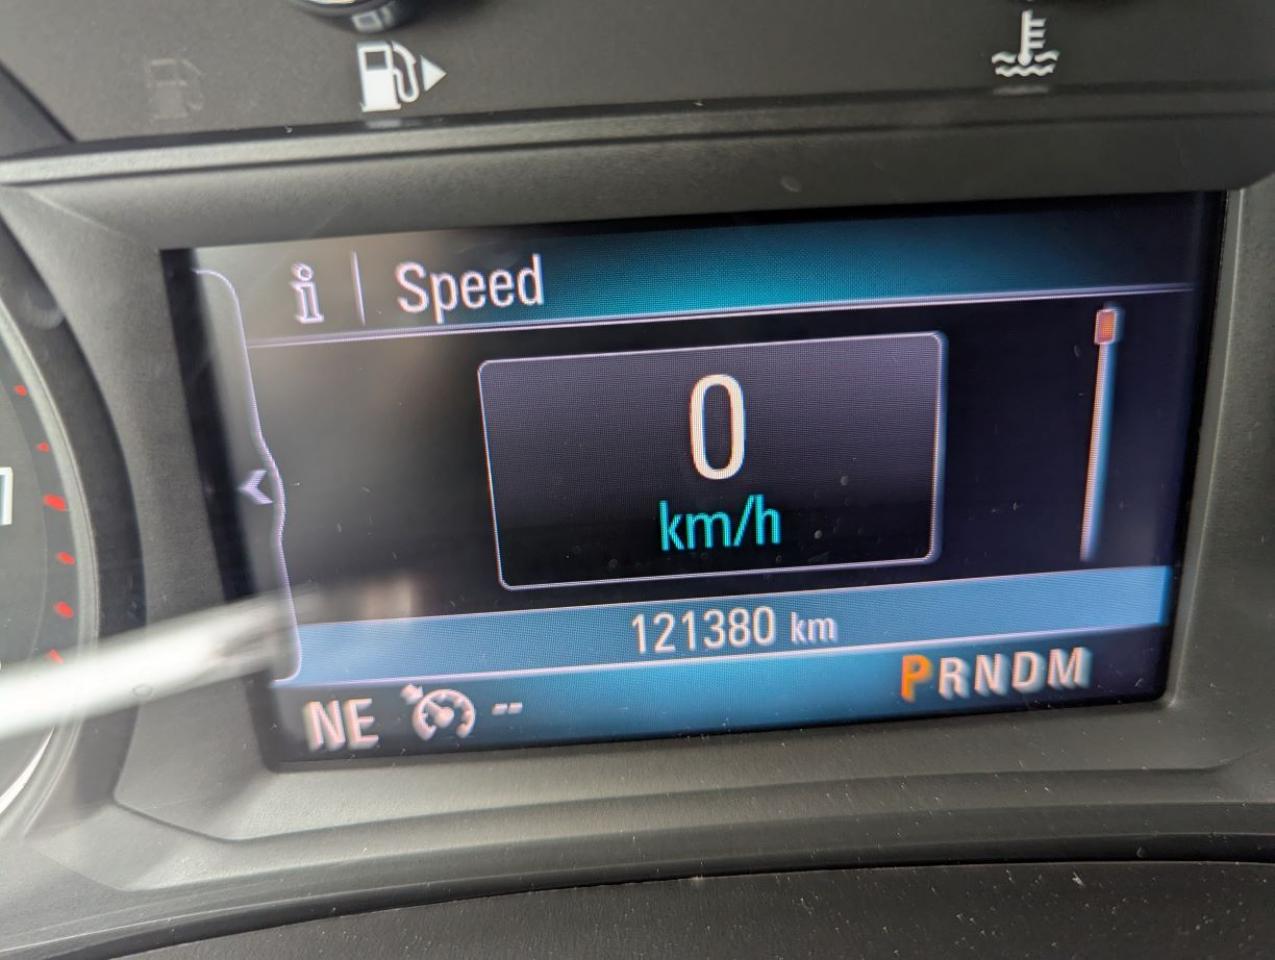 i Speed
0
km/h
121380 km
PRNDM
NE --